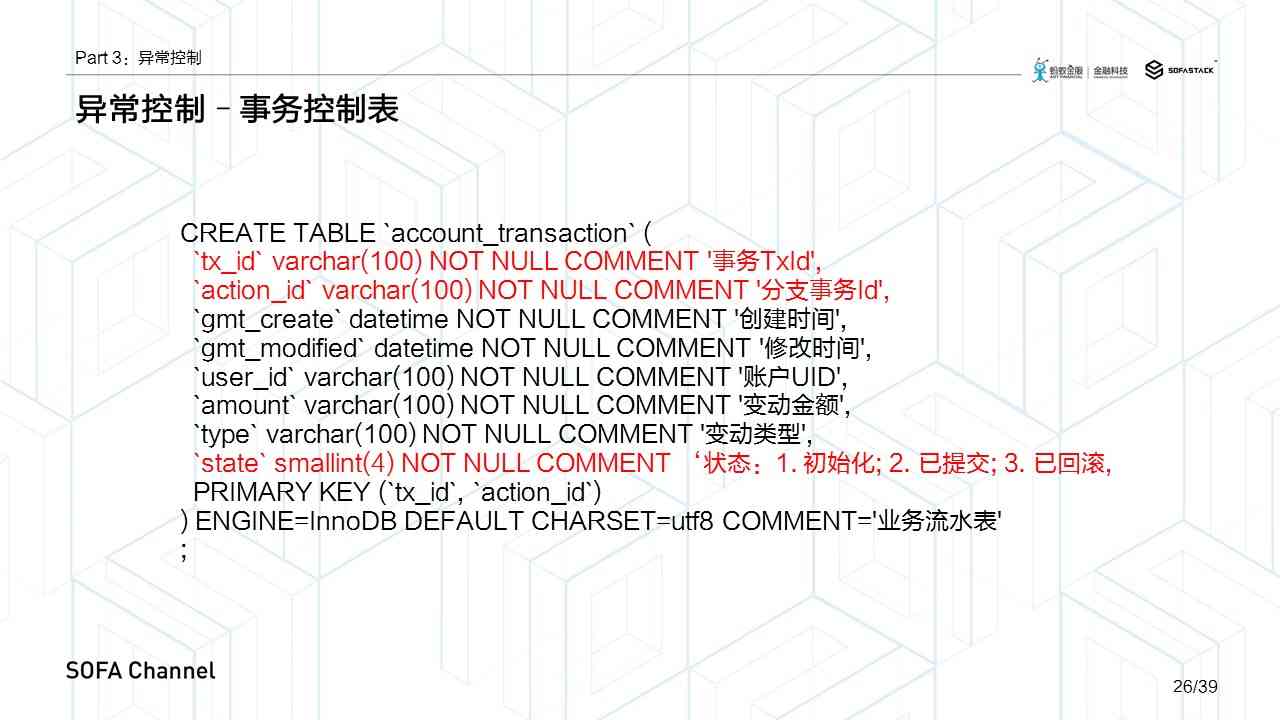 Part 3：异常控制
蚂蚁金服 | 金融科技
ANT FINANCIAL
SOFASTACK
异常控制 – 事务控制表
CREATE TABLE `account_transaction` (
`tx_id` varchar(100) NOT NULL COMMENT '事务TxId',
`action_id` varchar(100) NOT NULL COMMENT '分支事务Id',
`gmt_create` datetime NOT NULL COMMENT '创建时间',
`gmt_modified` datetime NOT NULL COMMENT '修改时间',
`user_id` varchar(100) NOT NULL COMMENT '账户UID',
`amount` varchar(100) NOT NULL COMMENT '变动金额',
`type` varchar(100) NOT NULL COMMENT '变动类型',
`state` smallint(4) NOT NULL COMMENT ‘状态：1. 初始化; 2. 已提交; 3. 已回滚,
PRIMARY KEY (`tx_id`, `action_id`)
) ENGINE=InnoDB DEFAULT CHARSET=utf8 COMMENT='业务流水表'
;
SOFA Channel
26/39